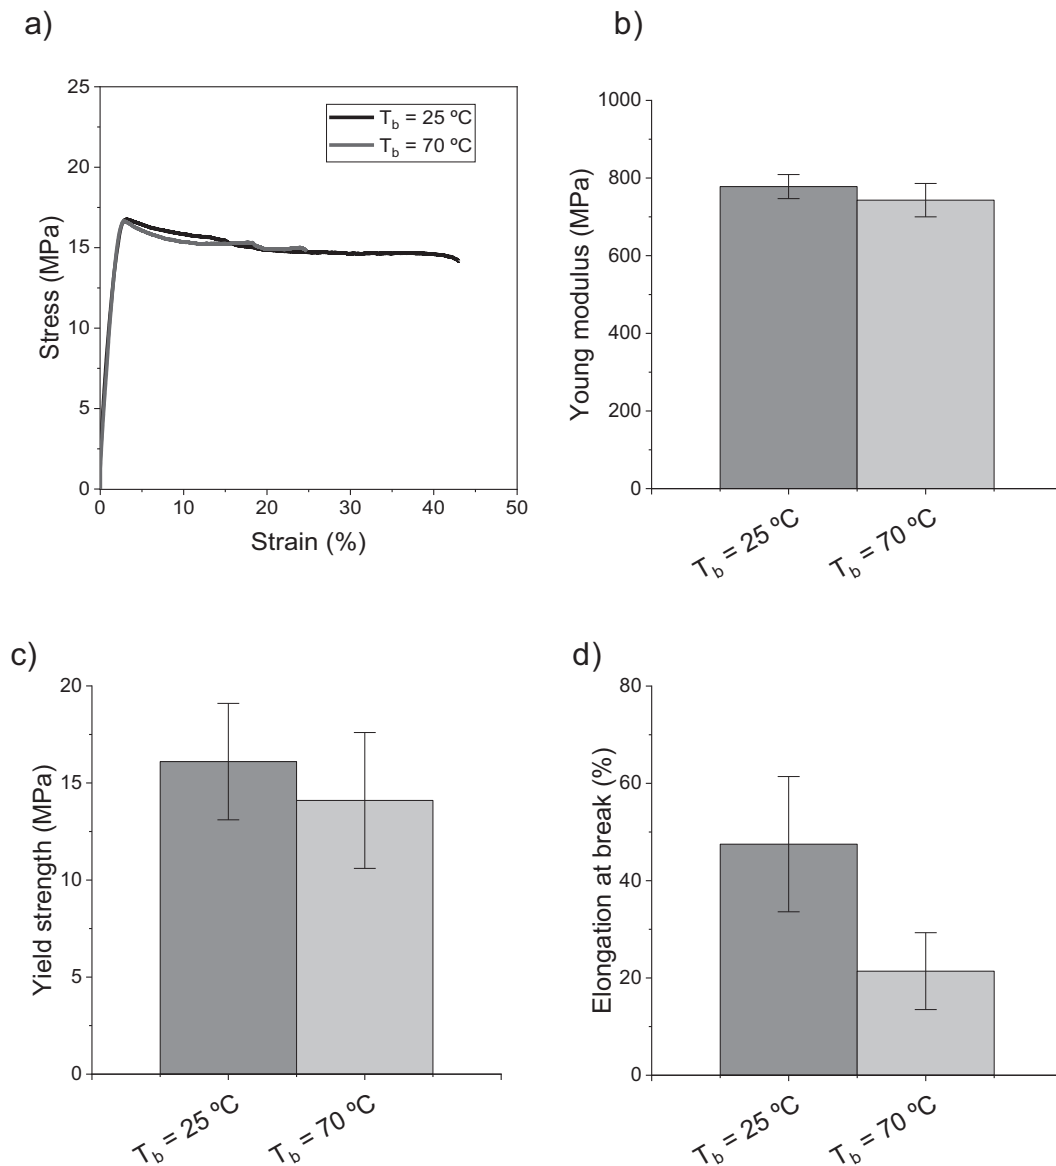 a)
25
20
15
10
5
0
0
10
20
30
40
50
Stress (MPa)
Strain (%)
T_b = 25 ºC
T_b = 70 ºC
b)
1000
800
600
400
200
0
Young modulus (MPa)
T_b = 25 ºC
T_b = 70 ºC
c)
20
15
10
5
0
Yield strength (MPa)
T_b = 25 ºC
T_b = 70 ºC
d)
80
60
40
20
0
Elongation at break (%)
T_b = 25 ºC
T_b = 70 ºC